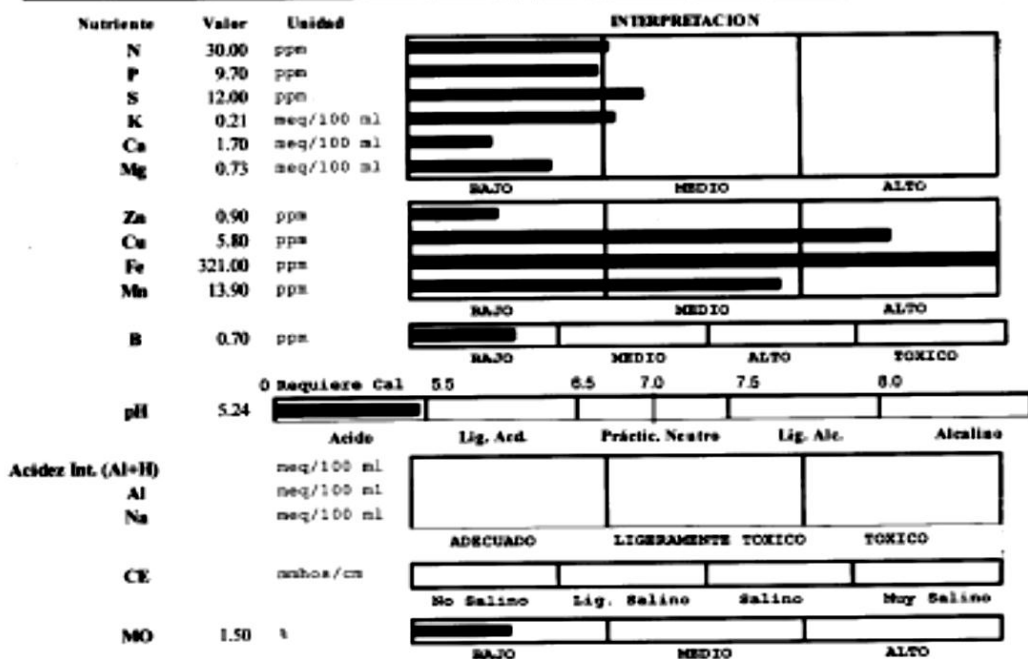 Nutriente Valor Unidad INTERPRETACION
N 30.00 ppm
P 9.70 ppm
S 12.00 ppm
K 0.21 meq/100 ml
Ca 1.70 meq/100 ml
Mg 0.73 meq/100 ml
BAJO MEDIO ALTO
Zn 0.90 ppm
Cu 5.80 ppm
Fe 321.00 ppm
Mn 13.90 ppm
BAJO MEDIO ALTO
B 0.70 ppm
BAJO MEDIO ALTO TOXICO
0 Requiere Cal 5.5 6.5 7.0 7.5 8.0
pH 5.24
Acido Lig. Acd. Práctic. Neutro Lig. Alc. Alcalino
Acidez Int. (Al+H) meq/100 ml
Al meq/100 ml
Na meq/100 ml
ADECUADO LIGERAMENTE TOXICO TOXICO
CE mmhos/cm
No Salino Lig. Salino Salino Muy Salino
MO 1.50 %
BAJO MEDIO ALTO